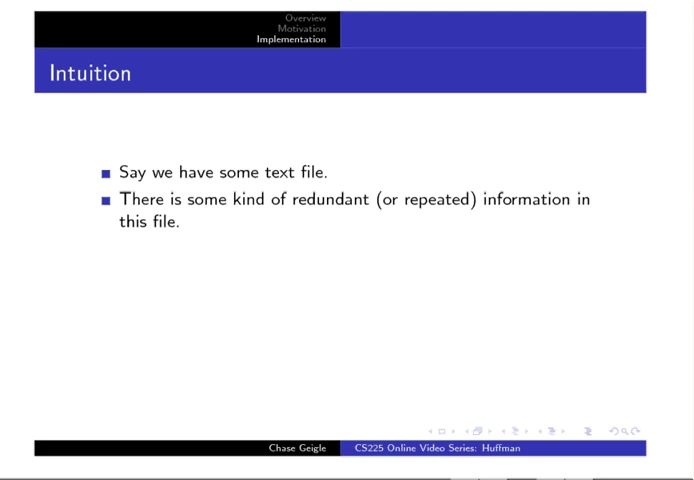 Overview
Motivation
Implementation
Intuition
Say we have some text file.
There is some kind of redundant (or repeated) information in
this file.
Chase Geigle
CS225 Online Video Series: Huffman